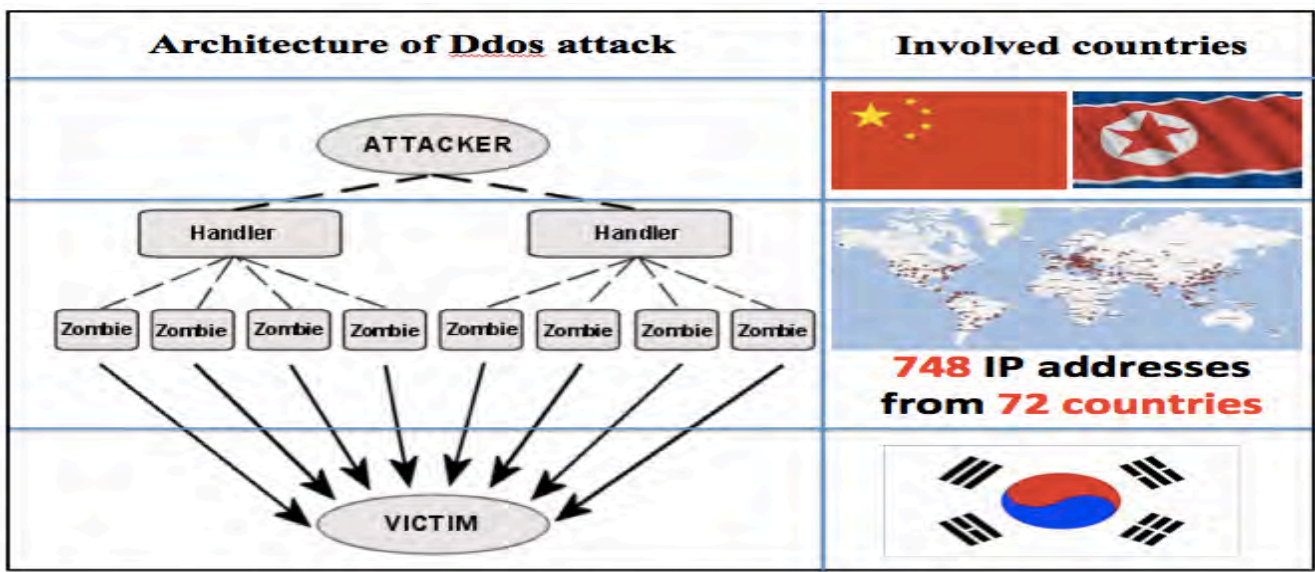 Architecture of Ddos attack
Involved countries
ATTACKER
Handler
Handler
Zombie
Zombie
Zombie
Zombie
Zombie
Zombie
Zombie
Zombie
748 IP addresses
from 72 countries
VICTIM